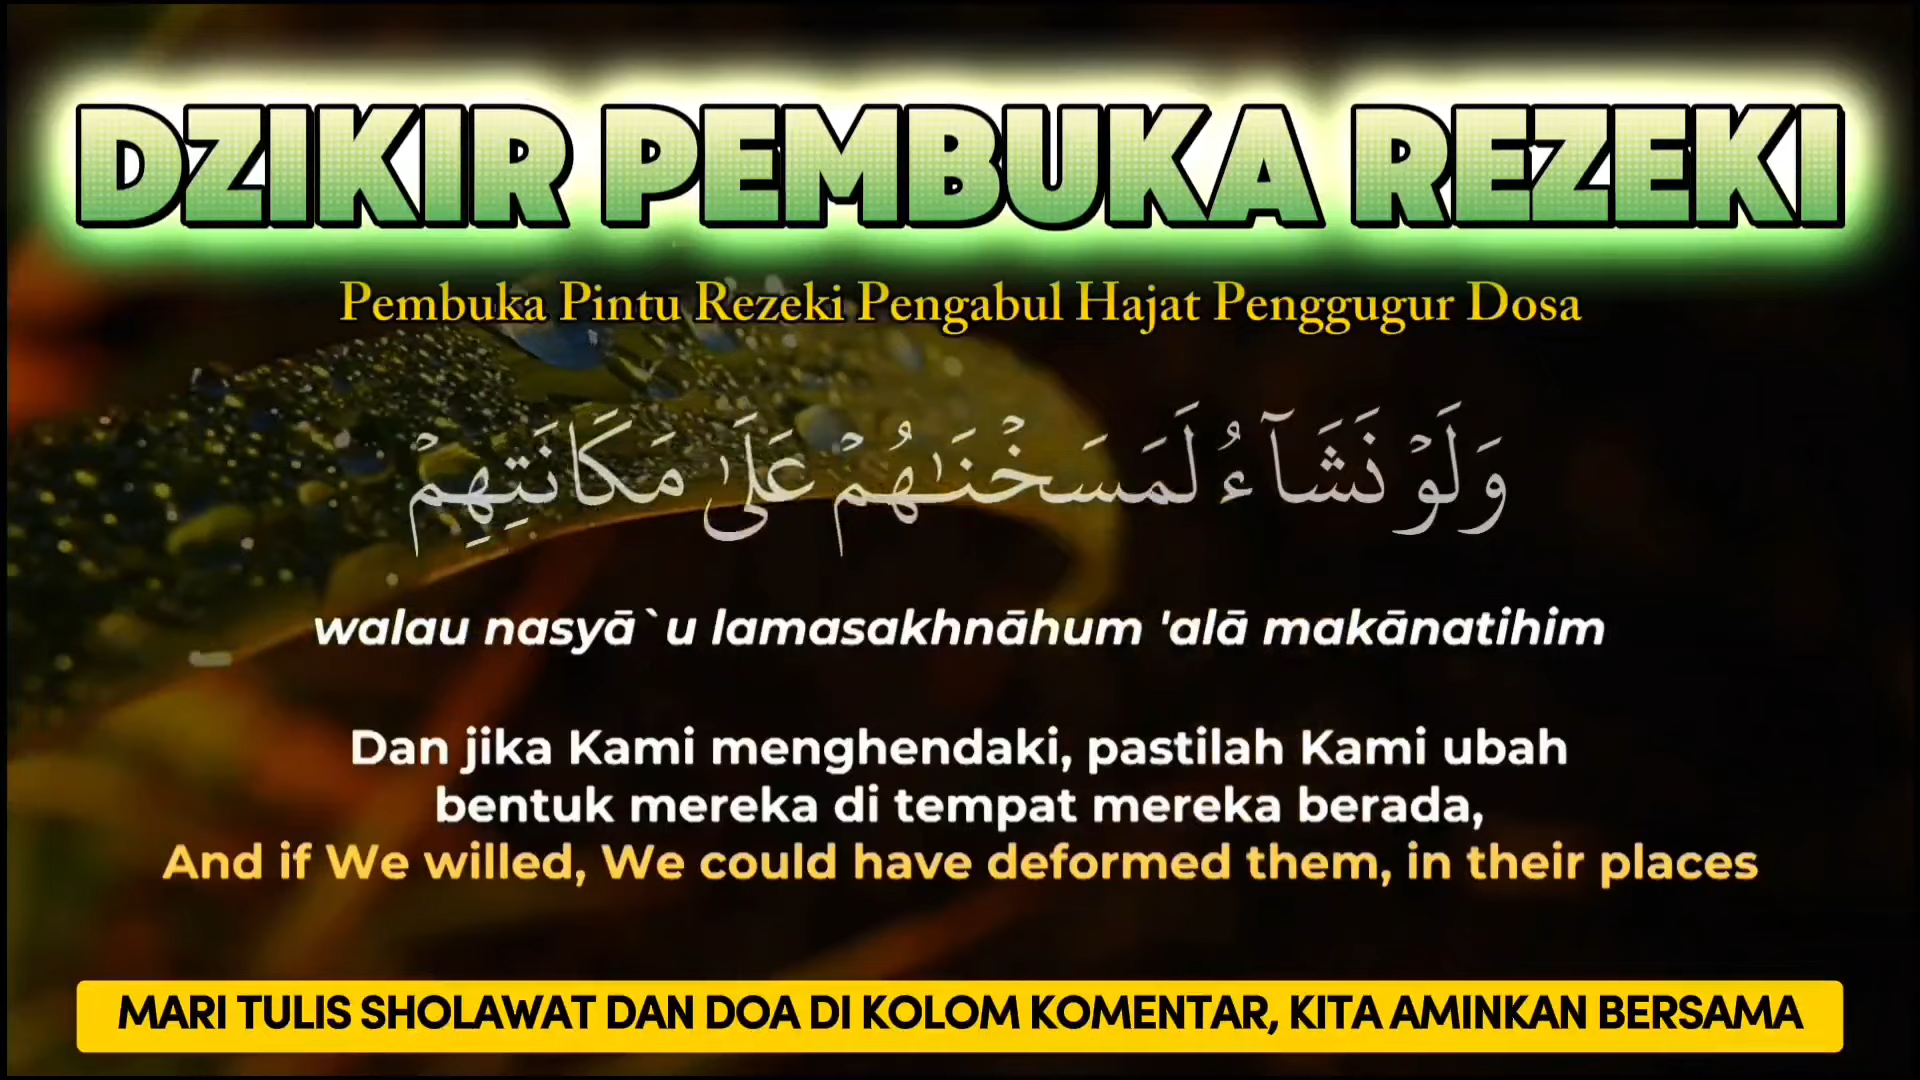 DZIKIR PEMBUKA REZEKI
Pembuka Pintu Rezeki Pengabul Hajat Penggugur Dosa
وَلَوۡ نَشَآءُ لَمَسَخۡنَـٰهُمۡ عَلَىٰ مَكَانَتِهِمۡ
walau nasyā`u lamasakhnāhum 'alā makānatihim
Dan jika Kami menghendaki, pastilah Kami ubah
bentuk mereka di tempat mereka berada,
And if We willed, We could have deformed them, in their places
MARI TULIS SHOLAWAT DAN DOA DI KOLOM KOMENTAR, KITA AMINKAN BERSAMA